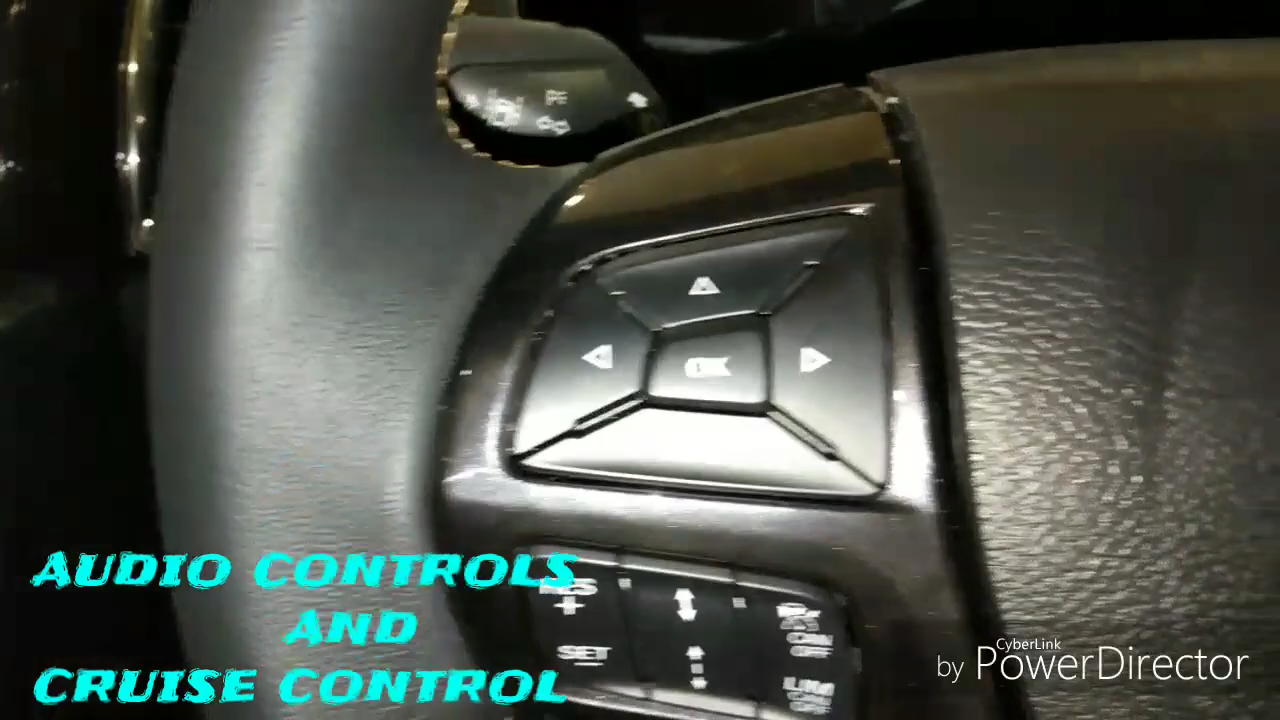 OK
RES
+
SET
AUDIO CONTROLS
AND
CRUISE CONTROL
CyberLink
by PowerDirector